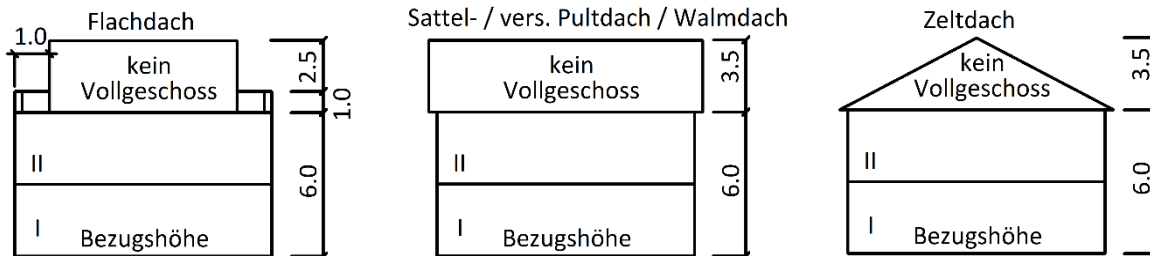 Flachdach
1.0
kein
Vollgeschoss
2.5
1.0
II
6.0
I
Bezugshöhe
Sattel- / vers. Pultdach / Walmdach
kein
Vollgeschoss
3.5
II
6.0
I
Bezugshöhe
Zeltdach
kein
Vollgeschoss
3.5
II
6.0
I
Bezugshöhe